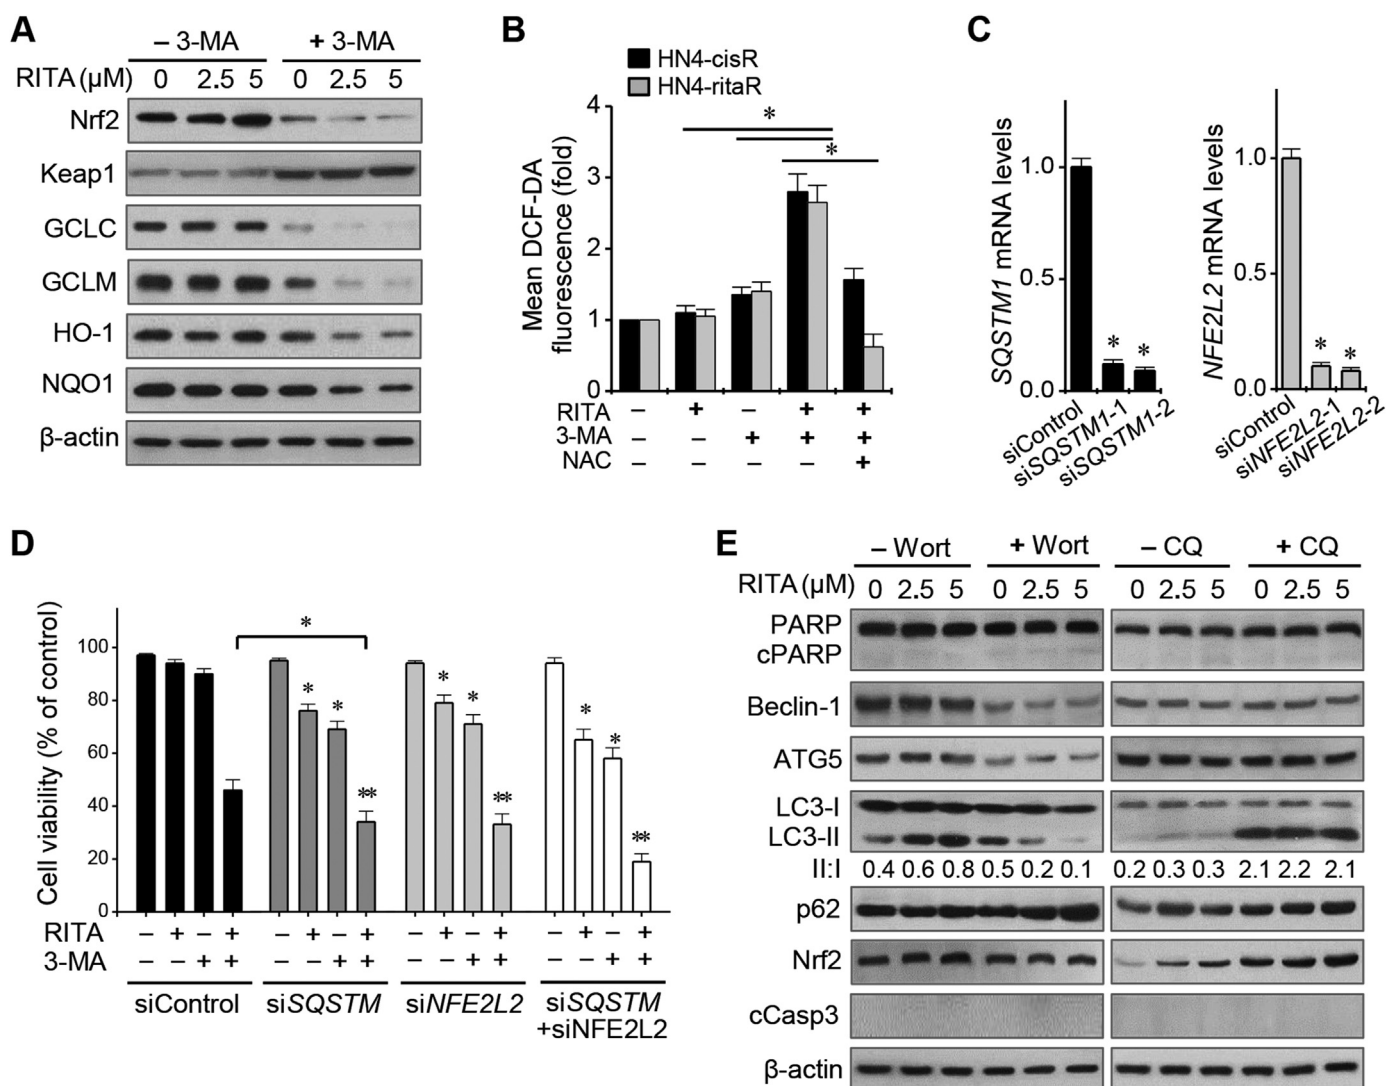 A
– 3-MA + 3-MA
RITA (µM) 0 2.5 5 0 2.5 5
Nrf2
Keap1
GCLC
GCLM
HO-1
NQO1
β-actin
B
HN4-cisR
HN4-ritaR
Mean DCF-DA
fluorescence (fold)
4
3
2
1
0
*
*
RITA – + – + +
3-MA – – + + +
NAC – – – – +
C
SQSTM1 mRNA levels
1.0
0.5
0.0
* *
siControl
siSQSTM1-1
siSQSTM1-2
NFE2L2 mRNA levels
1.0
0.5
0.0
* *
siControl
siNFE2L2-1
siNFE2L2-2
D
Cell viability (% of control)
100
80
60
40
20
0
*
* * **
* * **
* * **
RITA – + – + – + – + – + – + – + – +
3-MA – – + + – – + + – – + + – – + +
siControl siSQSTM siNFE2L2 siSQSTM
+siNFE2L2
E
– Wort + Wort – CQ + CQ
RITA (µM) 0 2.5 5 0 2.5 5 0 2.5 5 0 2.5 5
PARP
cPARP
Beclin-1
ATG5
LC3-I
LC3-II
II:I 0.4 0.6 0.8 0.5 0.2 0.1 0.2 0.3 0.3 2.1 2.2 2.1
p62
Nrf2
cCasp3
β-actin